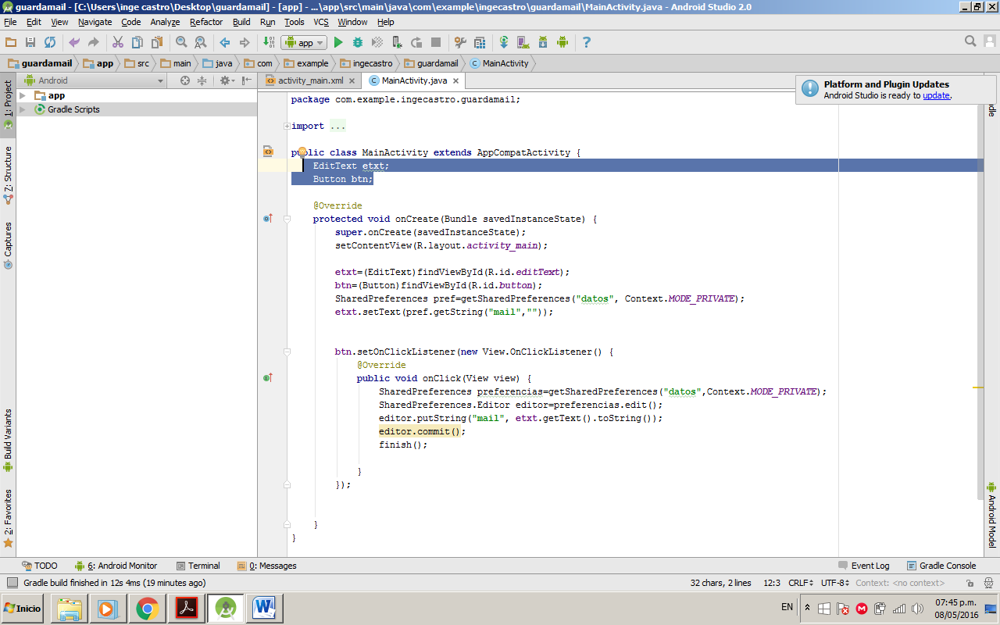 guardamail - [C:\Users\inge castro\Desktop\guardamail] - [app] - ...\app\src\main\java\com\example\ingecastro\guardamail\MainActivity.java - Android Studio 2.0
File Edit View Navigate Code Analyze Refactor Build Run Tools VCS Window Help
app
guardamail app src main java com example ingecastro guardamail MainActivity
1: Project
Z: Structure
Captures
Build Variants
2: Favorites
Android
app
Gradle Scripts
activity_main.xml MainActivity.java
Platform and Plugin Updates
Android Studio is ready to update.
package com.example.ingecastro.guardamail;
import ...
public class MainActivity extends AppCompatActivity {
EditText etxt;
Button btn;
@Override
protected void onCreate(Bundle savedInstanceState) {
super.onCreate(savedInstanceState);
setContentView(R.layout.activity_main);
etxt=(EditText)findViewById(R.id.editText);
btn=(Button)findViewById(R.id.button);
SharedPreferences pref=getSharedPreferences("datos", Context.MODE_PRIVATE);
etxt.setText(pref.getString("mail",""));
btn.setOnClickListener(new View.OnClickListener() {
@Override
public void onClick(View view) {
SharedPreferences preferencias=getSharedPreferences("datos",Context.MODE_PRIVATE);
SharedPreferences.Editor editor=preferencias.edit();
editor.putString("mail", etxt.getText().toString());
editor.commit();
finish();
}
});
}
}
Android Model
TODO 6: Android Monitor Terminal 0: Messages Event Log Gradle Console
Gradle build finished in 12s 4ms (19 minutes ago) 32 chars, 2 lines 12:3 CRLF UTF-8 Context: <no context>
Inicio EN 07:45 p.m.
08/05/2016